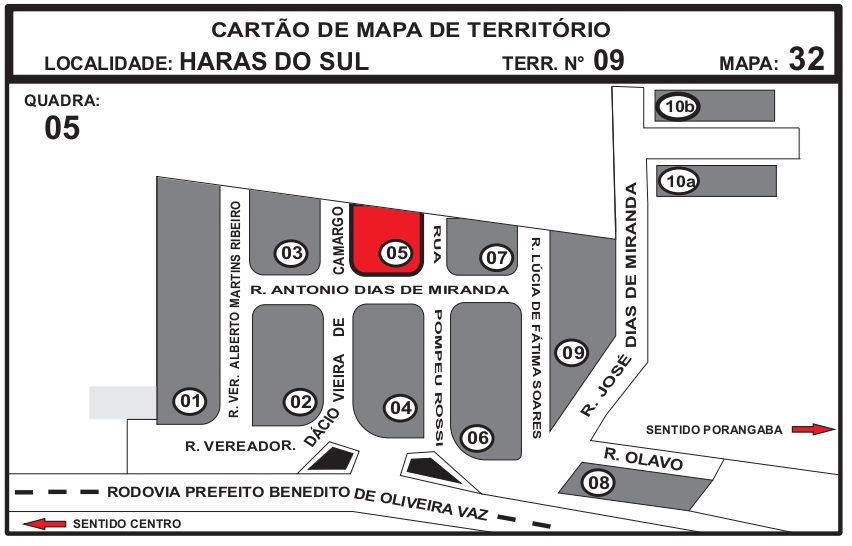 CARTÃO DE MAPA DE TERRITÓRIO
LOCALIDADE: HARAS DO SUL TERR. N° 09 MAPA: 32
QUADRA:
05
10b
10a
03
05
07
01
02
04
06
09
08
R. VER. ALBERTO MARTINS RIBEIRO
R. DÁCIO VIEIRA DE CAMARGO
RUA POMPEU ROSSI
R. LÚCIA DE FÁTIMA SOARES
R. JOSÉ DIAS DE MIRANDA
R. ANTONIO DIAS DE MIRANDA
R. VEREADOR
R. OLAVO
SENTIDO PORANGABA
RODOVIA PREFEITO BENEDITO DE OLIVEIRA VAZ
SENTIDO CENTRO